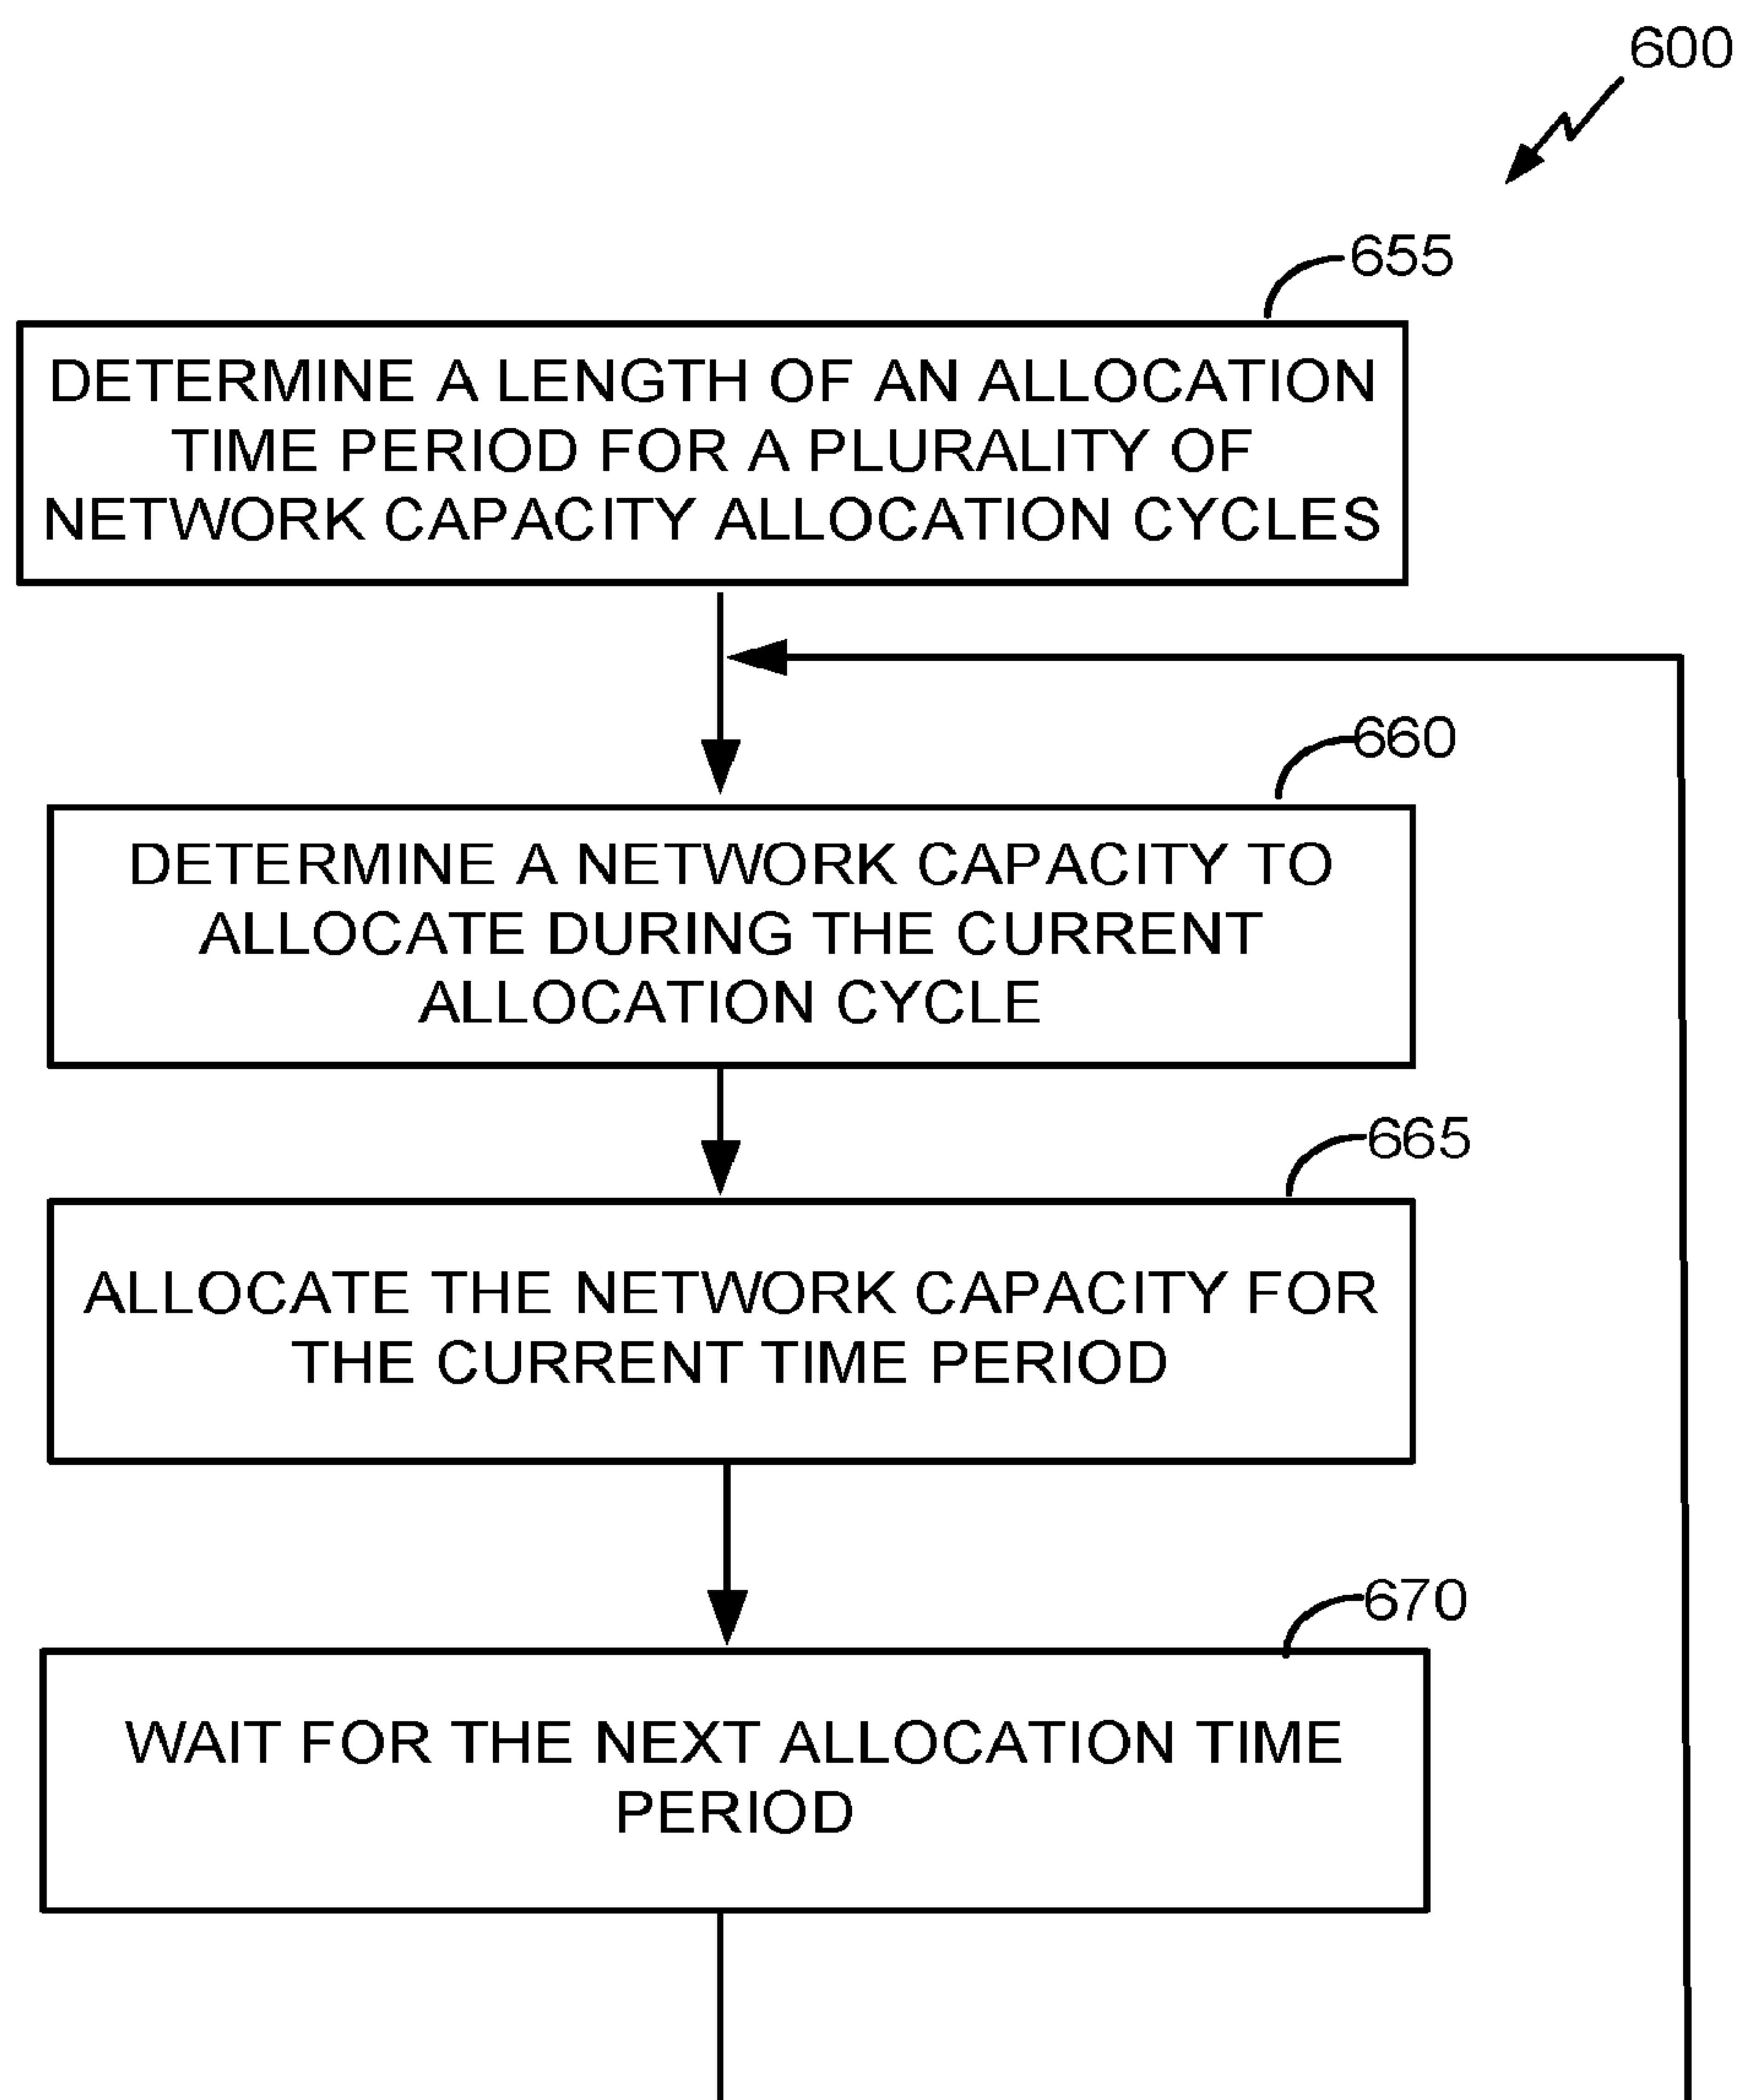 600
655
DETERMINE A LENGTH OF AN ALLOCATION
TIME PERIOD FOR A PLURALITY OF
NETWORK CAPACITY ALLOCATION CYCLES
660
DETERMINE A NETWORK CAPACITY TO
ALLOCATE DURING THE CURRENT
ALLOCATION CYCLE
665
ALLOCATE THE NETWORK CAPACITY FOR
THE CURRENT TIME PERIOD
670
WAIT FOR THE NEXT ALLOCATION TIME
PERIOD